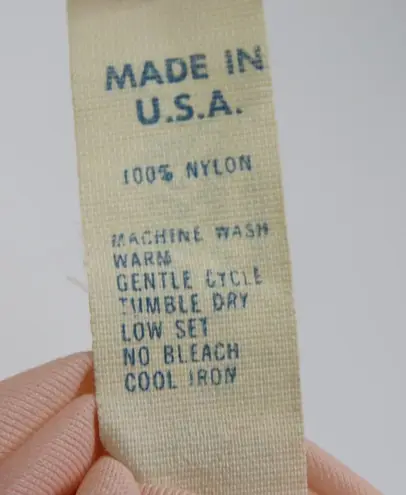 MADE IN
U.S.A.
100% NYLON
MACHINE WASH
WARM
GENTLE CYCLE
TUMBLE DRY
LOW SET
NO BLEACH
COOL IRON